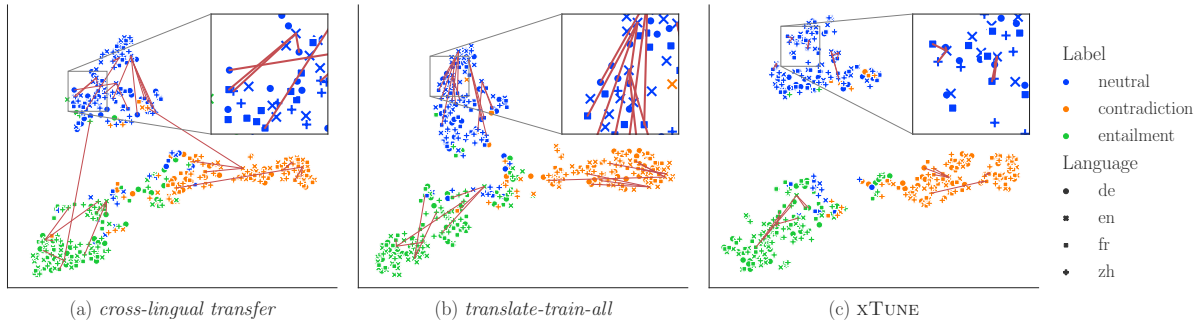 Label
neutral
contradiction
entailment
Language
de
en
fr
zh
(a) cross-lingual transfer
(b) translate-train-all
(c) XTUNE